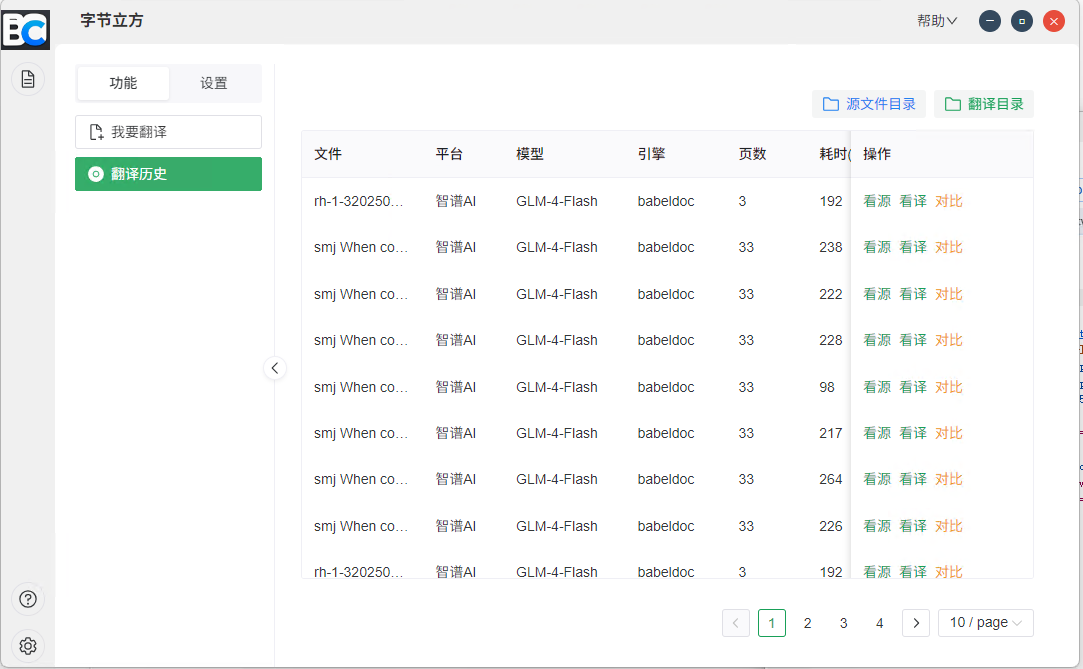 BC 字节立方 帮助
功能 设置
源文件目录 翻译目录
我要翻译
翻译历史
文件 平台 模型 引擎 页数 耗时( 操作
rh-1-320250... 智谱AI GLM-4-Flash babeldoc 3 192 看源 看译 对比
smj When co... 智谱AI GLM-4-Flash babeldoc 33 238 看源 看译 对比
smj When co... 智谱AI GLM-4-Flash babeldoc 33 222 看源 看译 对比
smj When co... 智谱AI GLM-4-Flash babeldoc 33 228 看源 看译 对比
smj When co... 智谱AI GLM-4-Flash babeldoc 33 98 看源 看译 对比
smj When co... 智谱AI GLM-4-Flash babeldoc 33 217 看源 看译 对比
smj When co... 智谱AI GLM-4-Flash babeldoc 33 264 看源 看译 对比
smj When co... 智谱AI GLM-4-Flash babeldoc 33 226 看源 看译 对比
rh-1-320250... 智谱AI GLM-4-Flash babeldoc 3 192 看源 看译 对比
1 2 3 4 10 / page